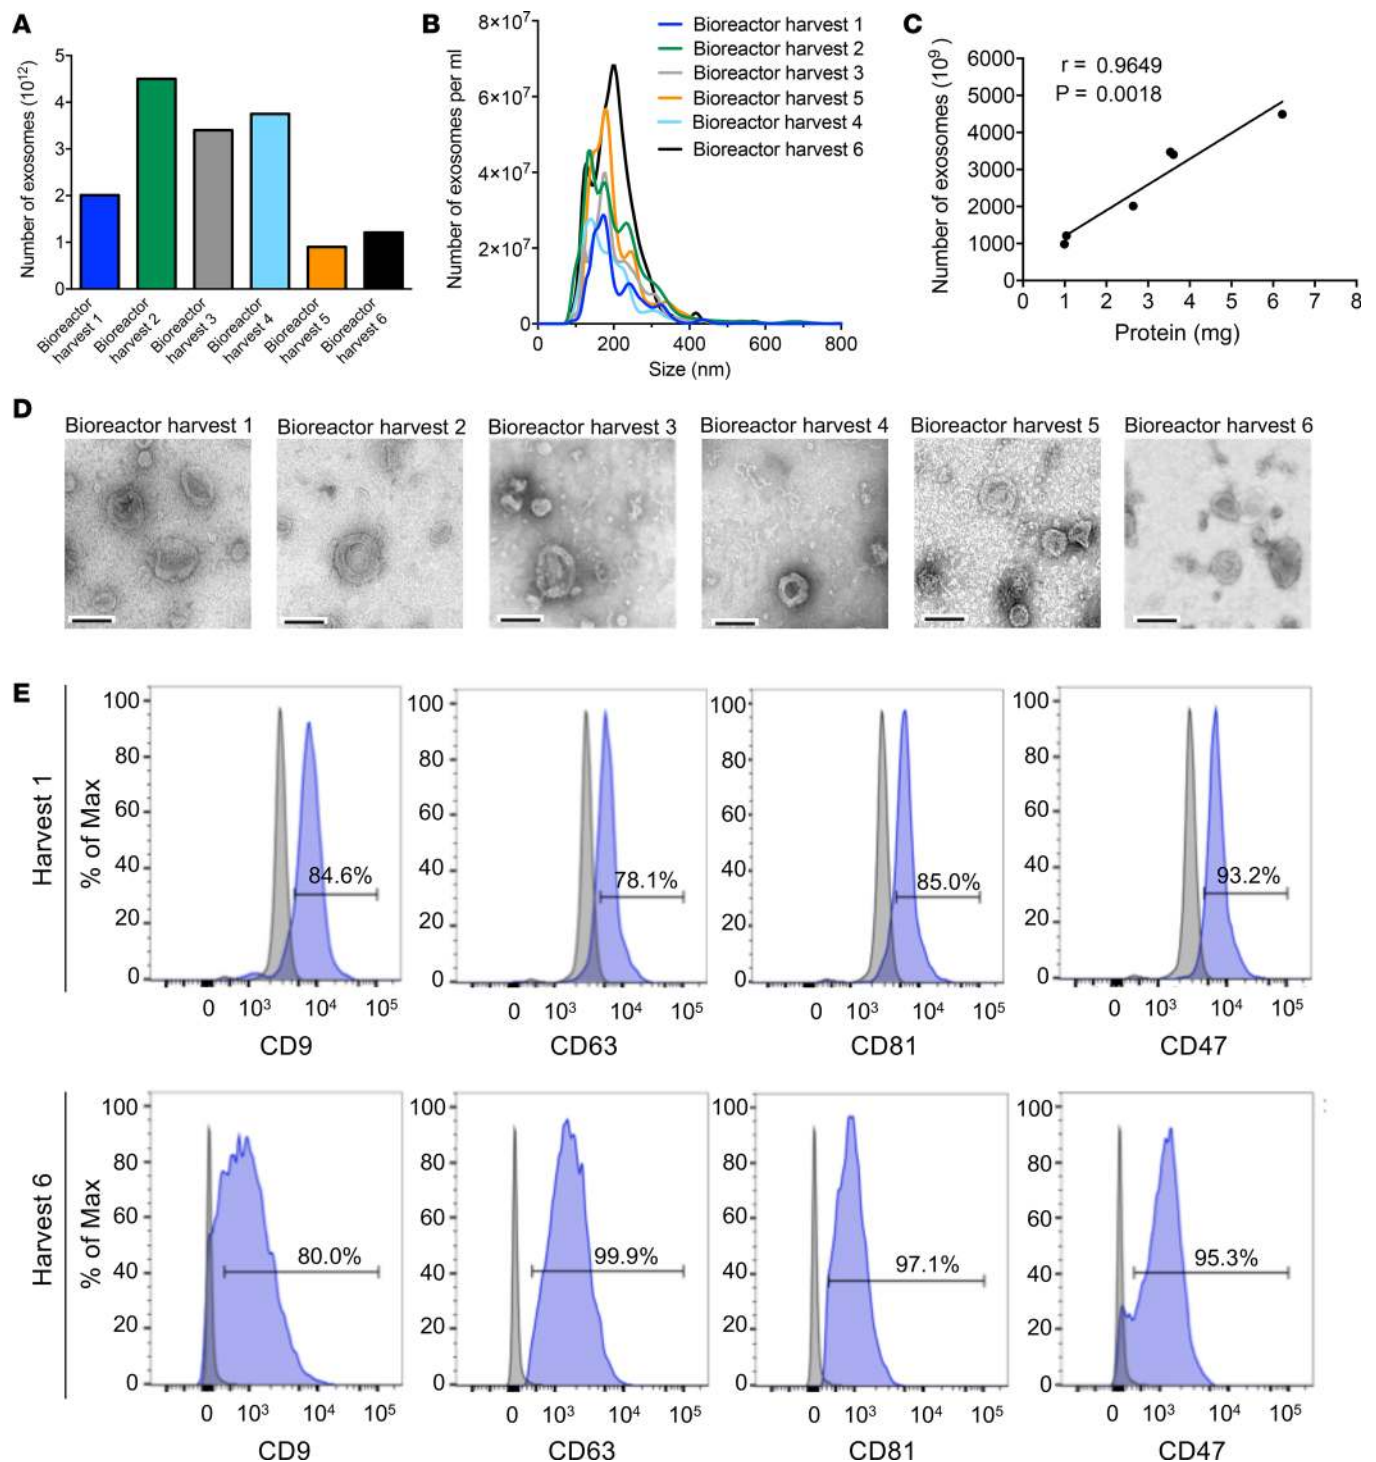 A
Number of exosomes (10¹²)
5
4
3
2
1
0
Bioreactor harvest 1
Bioreactor harvest 2
Bioreactor harvest 3
Bioreactor harvest 4
Bioreactor harvest 5
Bioreactor harvest 6
B
Number of exosomes per ml
8×10⁷
6×10⁷
4×10⁷
2×10⁷
0
0 200 400 600 800
Size (nm)
Bioreactor harvest 1
Bioreactor harvest 2
Bioreactor harvest 3
Bioreactor harvest 5
Bioreactor harvest 4
Bioreactor harvest 6
C
Number of exosomes (10⁹)
6000
5000
4000
3000
2000
1000
0
r = 0.9649
P = 0.0018
0 1 2 3 4 5 6 7 8
Protein (mg)
D
Bioreactor harvest 1 Bioreactor harvest 2 Bioreactor harvest 3 Bioreactor harvest 4 Bioreactor harvest 5 Bioreactor harvest 6
E
Harvest 1
% of Max
100
80
60
40
20
0
84.6%
0 10³ 10⁴ 10⁵
CD9
100
80
60
40
20
0
78.1%
0 10³ 10⁴ 10⁵
CD63
100
80
60
40
20
0
85.0%
0 10³ 10⁴ 10⁵
CD81
100
80
60
40
20
0
93.2%
0 10³ 10⁴ 10⁵
CD47
Harvest 6
% of Max
100
80
60
40
20
0
80.0%
0 10³ 10⁴ 10⁵
CD9
100
80
60
40
20
0
99.9%
0 10³ 10⁴ 10⁵
CD63
100
80
60
40
20
0
97.1%
0 10³ 10⁴ 10⁵
CD81
100
80
60
40
20
0
95.3%
0 10³ 10⁴ 10⁵
CD47